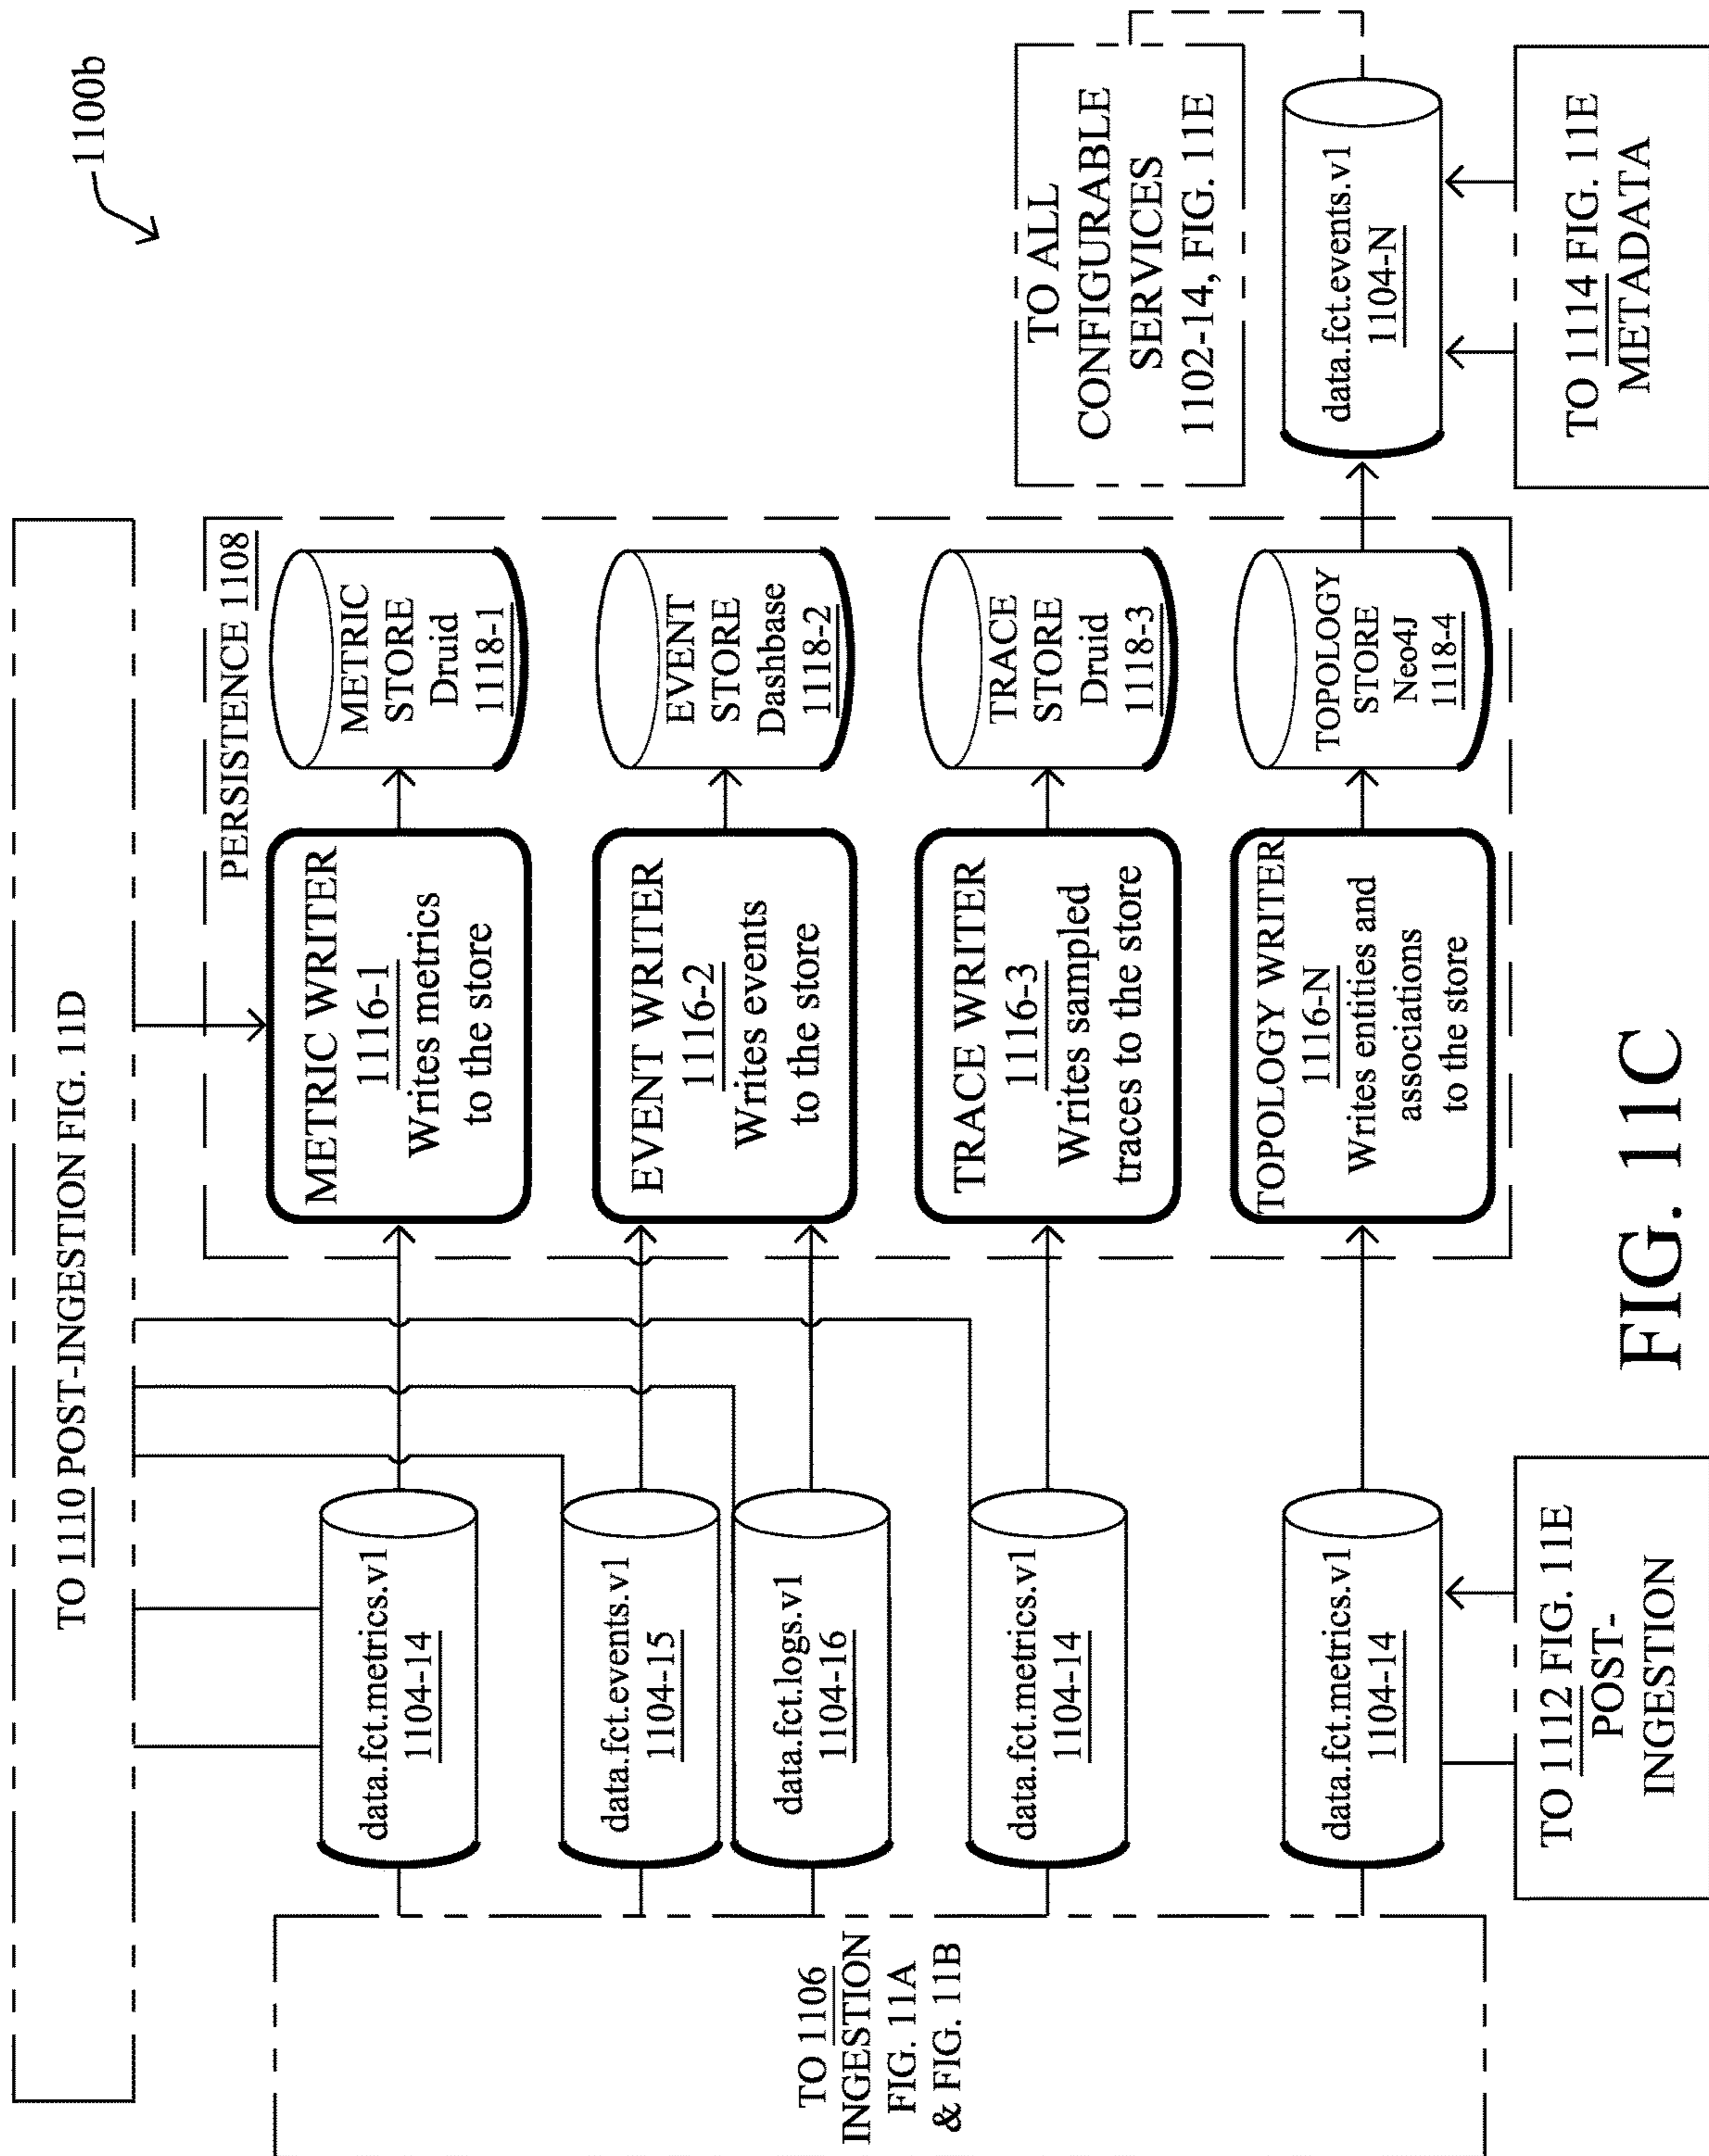 1100b
TO 1110 POST-INGESTION FIG. 11D
TO 1106
INGESTION
FIG. 11A
& FIG. 11B
data.fct.metrics.v1
1104-14
data.fct.events.v1
1104-15
data.fct.logs.v1
1104-16
data.fct.metrics.v1
1104-14
data.fct.metrics.v1
1104-14
PERSISTENCE 1108
METRIC WRITER
1116-1
Writes metrics
to the store
METRIC
STORE
Druid
1118-1
EVENT WRITER
1116-2
Writes events
to the store
EVENT
STORE
Dashbase
1118-2
TRACE WRITER
1116-3
Writes sampled
traces to the store
TRACE
STORE
Druid
1118-3
TOPOLOGY WRITER
1116-N
Writes entities and
associations
to the store
TOPOLOGY
STORE
Neo4J
1118-4
TO ALL
CONFIGURABLE
SERVICES
1102-14, FIG. 11E
data.fct.events.v1
1104-N
TO 1112 FIG. 11E
POST-
INGESTION
TO 1114 FIG. 11E
METADATA
FIG. 11C